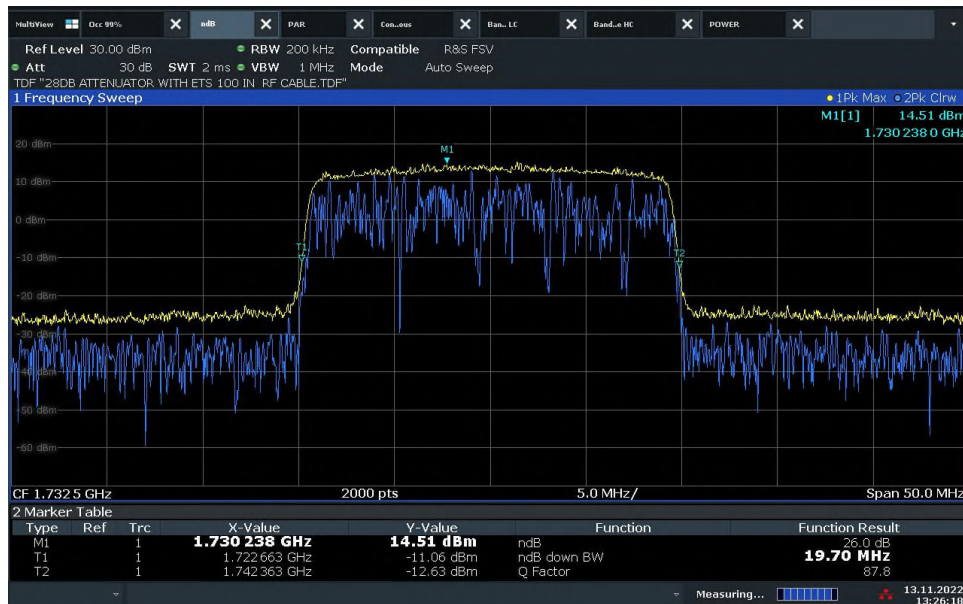 MultiView Occ 99% ✕ ndB ✕ PAR ✕ Con..ous ✕ Ban.. LC ✕ Band..e HC ✕ POWER ✕
Ref Level 30.00 dBm RBW 200 kHz Compatible R&S FSV
Att 30 dB SWT 2 ms VBW 1 MHz Mode Auto Sweep
TDF "28DB ATTENUATOR WITH ETS 100 IN RF CABLE.TDF"
1 Frequency Sweep 1Pk Max 2Pk Clrw
M1[1] 14.51 dBm
1.730 238 0 GHz
M1
20 dBm
10 dBm
0 dBm
T1
T2
-10 dBm
-20 dBm
-30 dBm
-40 dBm
-50 dBm
-60 dBm
CF 1.732 5 GHz 2000 pts 5.0 MHz/ Span 50.0 MHz
2 Marker Table
Type Ref Trc X-Value Y-Value Function Function Result
M1 1 1.730 238 GHz 14.51 dBm ndB 26.0 dB
T1 1 1.722 663 GHz -11.06 dBm ndB down BW 19.70 MHz
T2 1 1.742 363 GHz -12.63 dBm Q Factor 87.8
Measuring... 13.11.2022
13:26:18